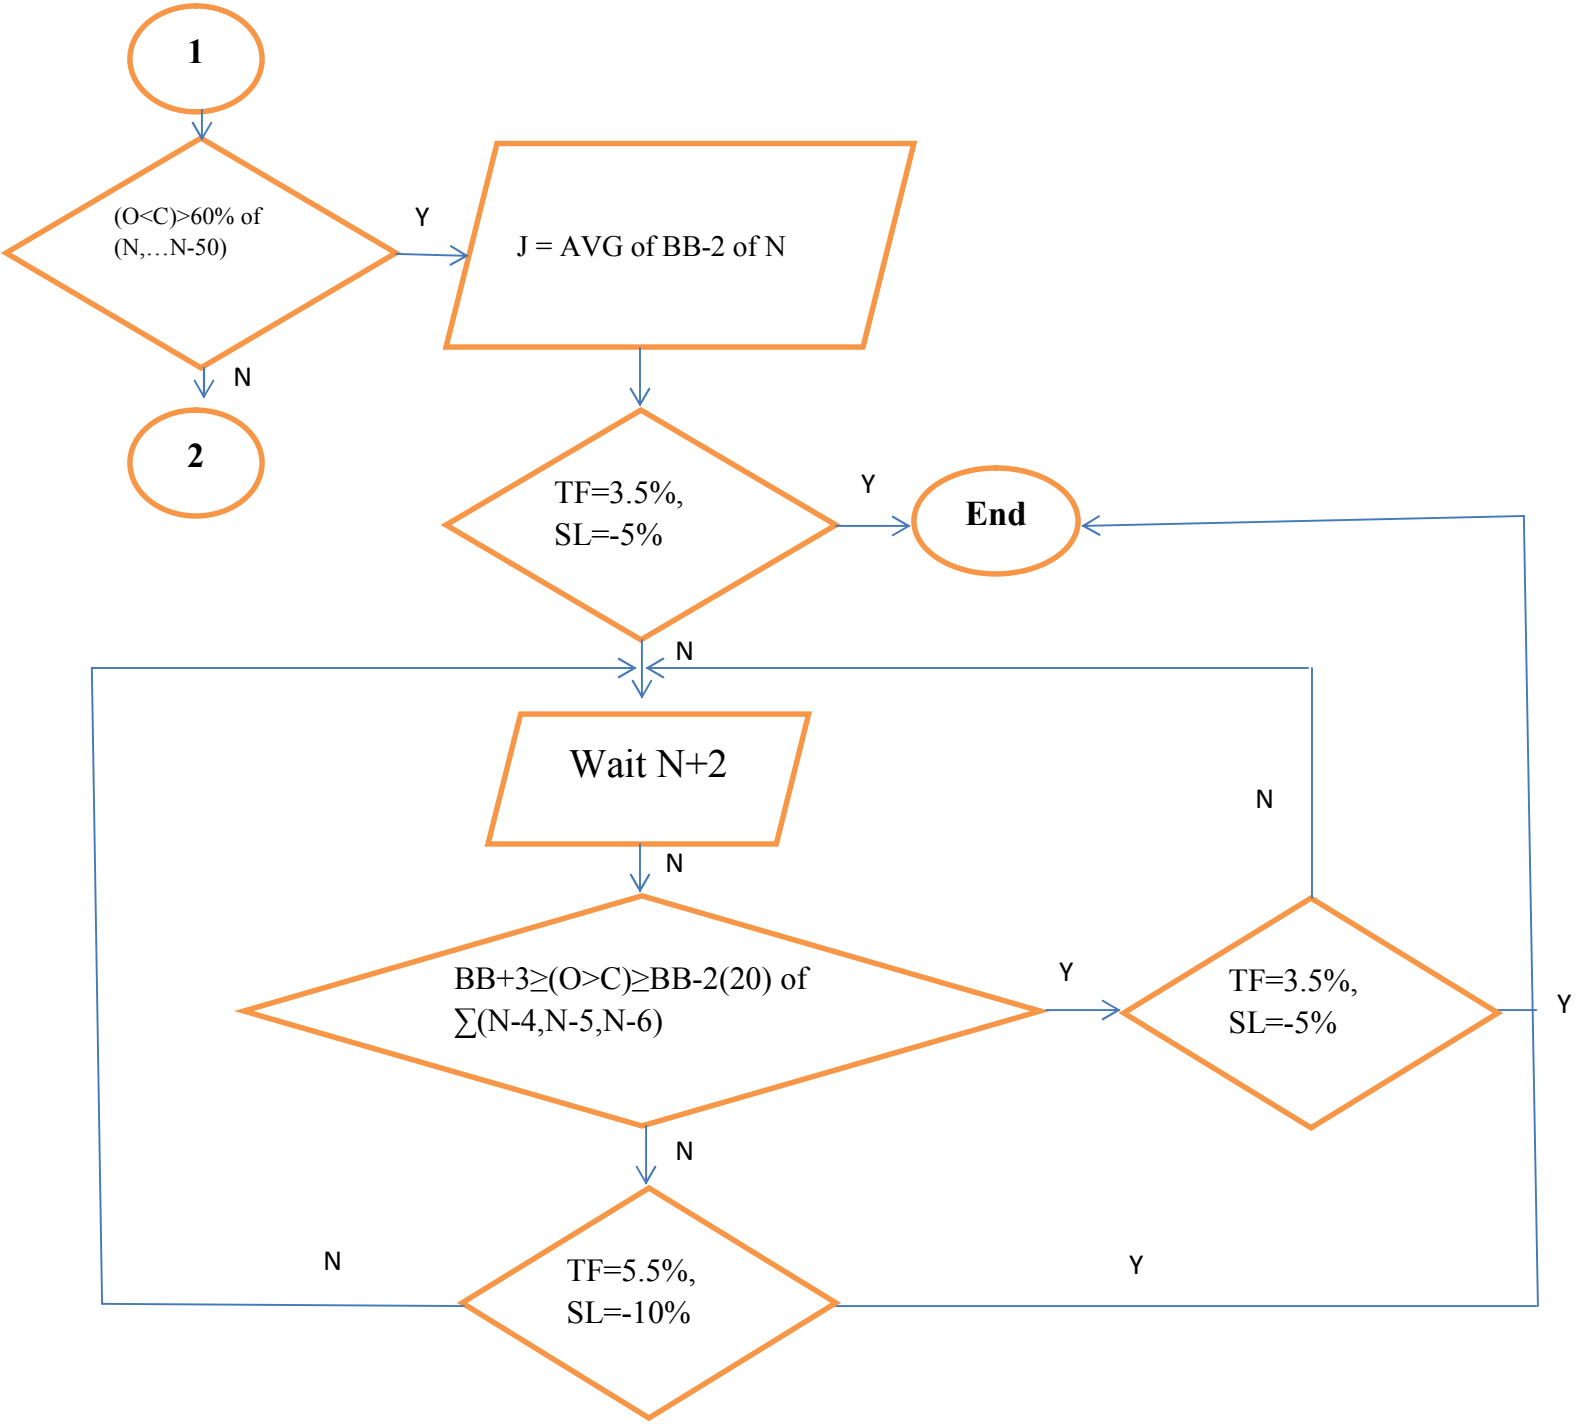 1
(O<C)>60% of
(N,…N-50)
Y
J = AVG of BB-2 of N
N
2
TF=3.5%,
SL=-5%
Y
End
N
Wait N+2
N
N
BB+3≥(O>C)≥BB-2(20) of
∑(N-4,N-5,N-6)
Y
TF=3.5%,
SL=-5%
Y
N
TF=5.5%,
SL=-10%
N
Y